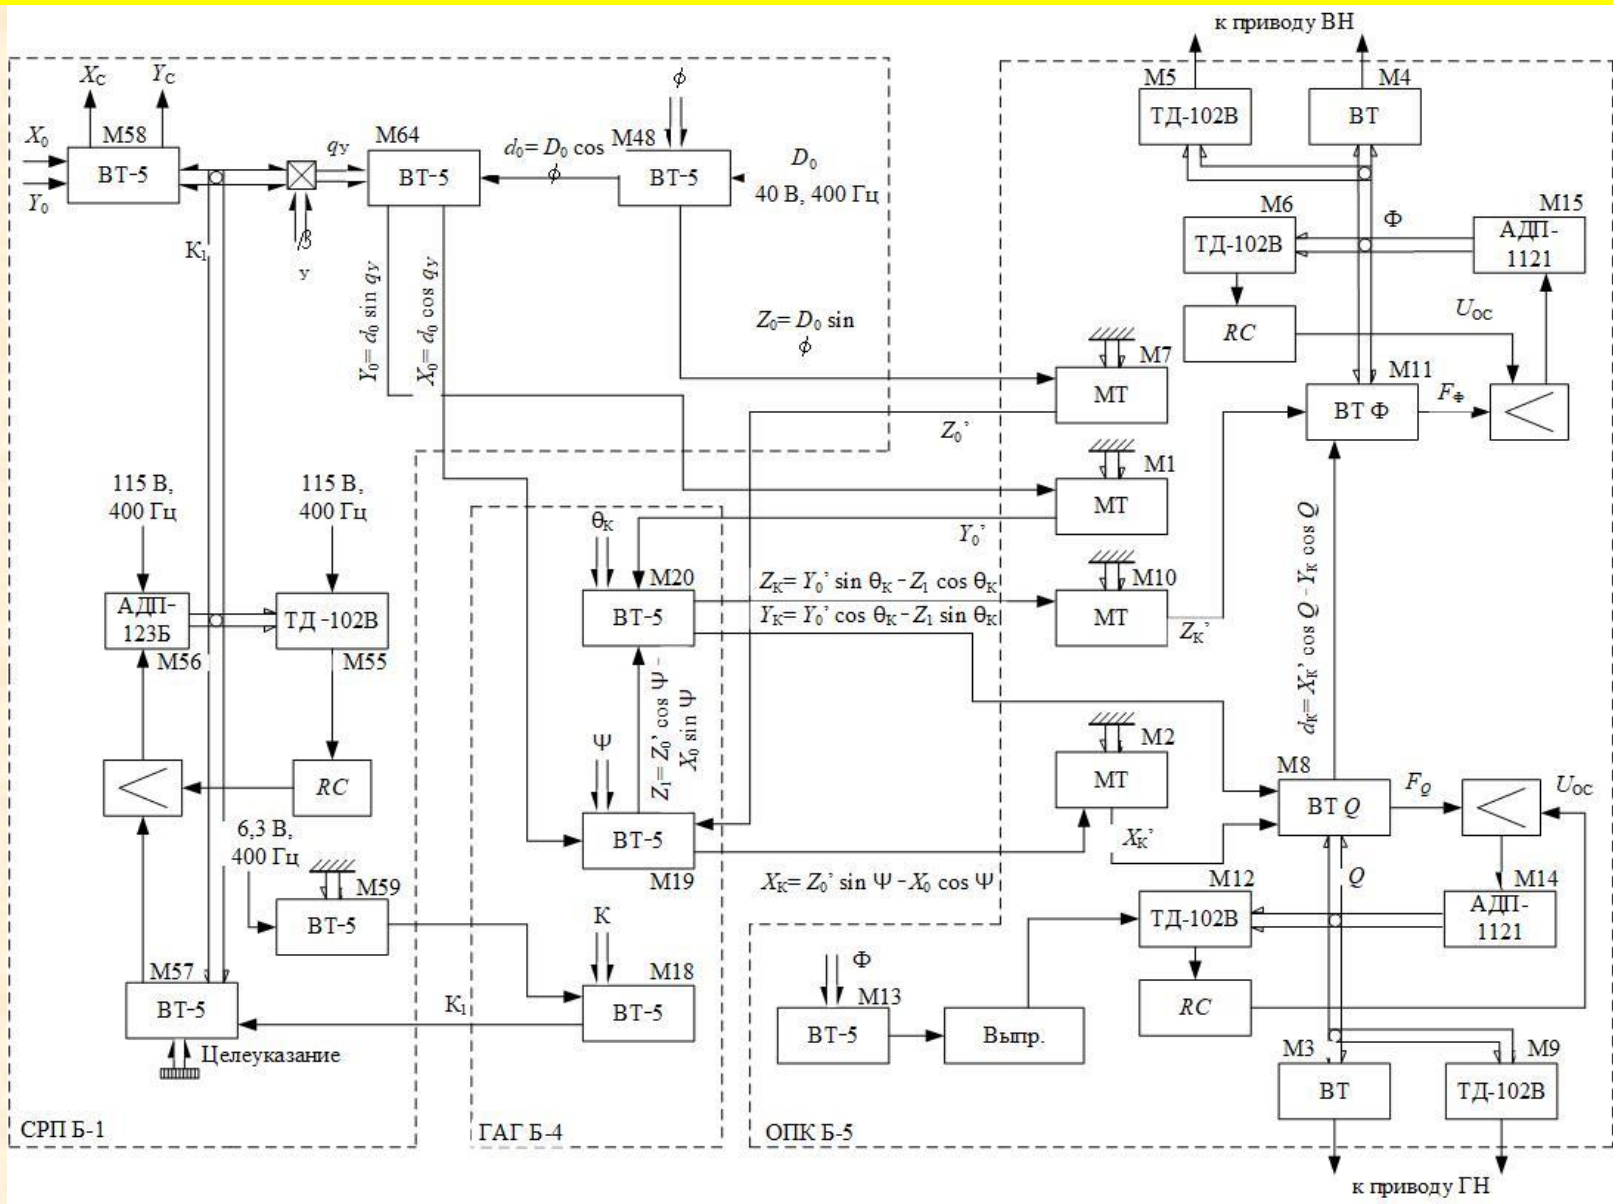 к приводу ВН
X_C
Y_C
M58
X_0
Y_0
ВТ-5
q_У
M64
ВТ-5
d_0= D_0 cos
ϕ
ϕ
M48
ВТ-5
D_0
40 В, 400 Гц
M5
ТД-102В
M4
ВТ
К_1
β
У
Y_0= d_0 sin q_У
X_0= d_0 cos q_У
Z_0= D_0 sin
ϕ
M6
ТД-102В
Ф
M15
АДП-
1121
RC
U_ОС
M7
МТ
Z_0’
M11
ВТ Ф
F_Ф
M1
МТ
Y_0’
115 В,
400 Гц
115 В,
400 Гц
θ_К
M20
ВТ-5
Z_К= Y_0’ sin θ_К - Z_1 cos θ_К
Y_К= Y_0’ cos θ_К - Z_1 sin θ_К
M10
МТ
Z_К’
d_К= X_К’ cos Q - Y_К cos Q
АДП-
123Б
M56
ТД -102В
M55
Z_1= Z_0’ cos Ψ -
X_0 sin Ψ
RC
Ψ
ВТ-5
M19
M2
МТ
X_К’
M8
ВТ Q
F_Q
U_ОС
6,3 В,
400 Гц
M59
ВТ-5
X_К= Z_0’ sin Ψ - X_0 cos Ψ
Q
M12
ТД-102В
M14
АДП-
1121
К
M18
ВТ-5
M57
ВТ-5
К_1
Целеуказание
Ф
M13
ВТ-5
Выпр.
RC
M3
ВТ
M9
ТД-102В
СРП Б-1
ГАГ Б-4
ОПК Б-5
к приводу ГН